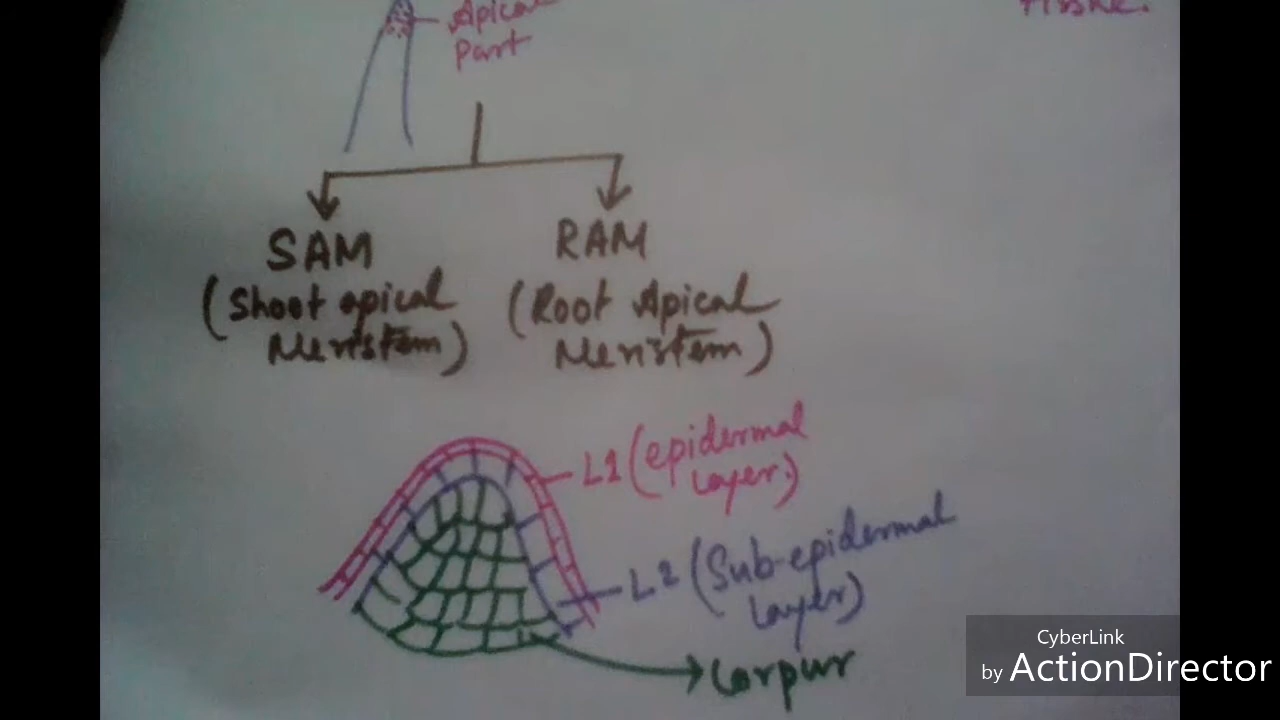 Apical
Part
SAM
(Shoot apical
Meristem)
RAM
(Root Apical
Meristem)
L1 (epidermal
layer)
L2 (Sub-epidermal
layer)
Corpus
CyberLink
by ActionDirector